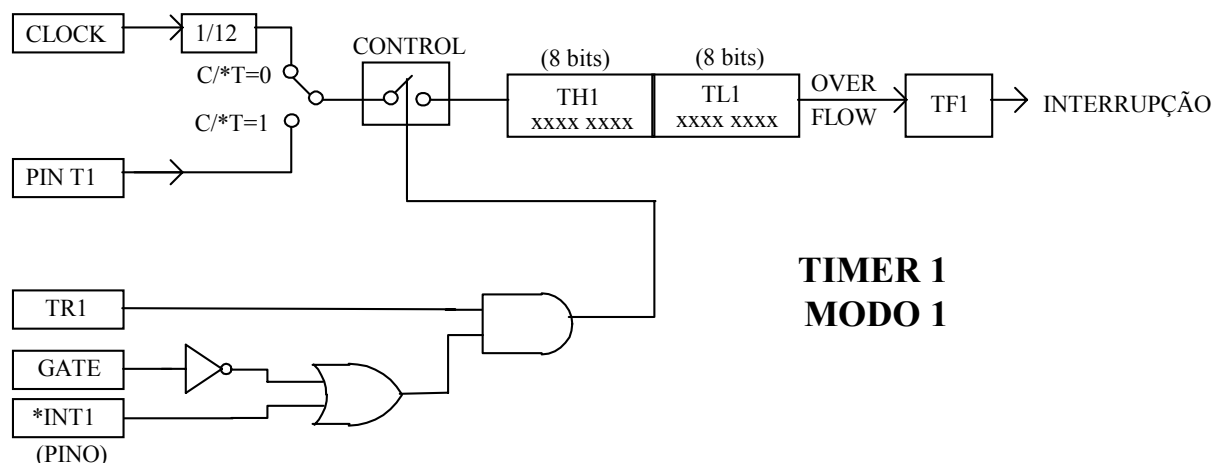 CLOCK
1/12
C/*T=0
C/*T=1
PIN T1
CONTROL
(8 bits)
(8 bits)
TH1
xxxx xxxx
TL1
xxxx xxxx
OVER
FLOW
TF1
INTERRUPÇÃO
TIMER 1
MODO 1
TR1
GATE
*INT1
(PINO)